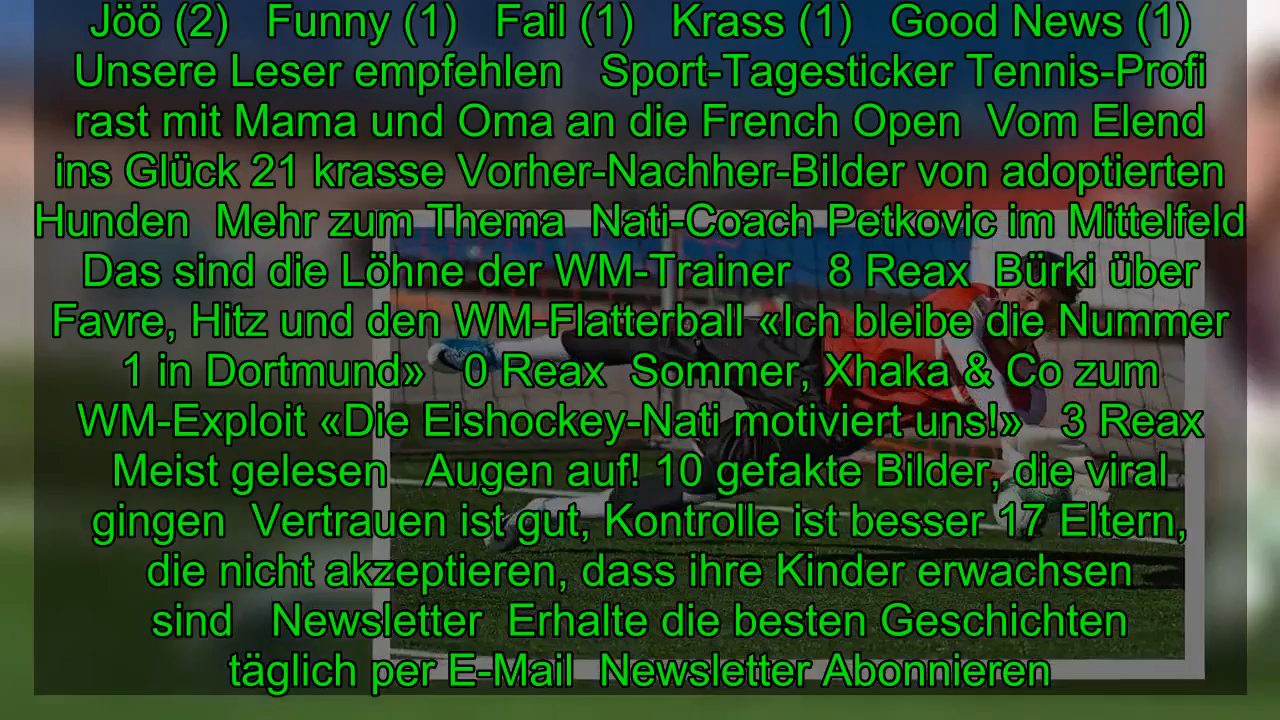 Jöö (2) Funny (1) Fail (1) Krass (1) Good News (1)
Unsere Leser empfehlen Sport-Tagesticker Tennis-Profi
rast mit Mama und Oma an die French Open Vom Elend
ins Glück 21 krasse Vorher-Nachher-Bilder von adoptierten
Hunden Mehr zum Thema Nati-Coach Petkovic im Mittelfeld
Das sind die Löhne der WM-Trainer 8 Reax Bürki über
Favre, Hitz und den WM-Flatterball «Ich bleibe die Nummer
1 in Dortmund» 0 Reax Sommer, Xhaka & Co zum
WM-Exploit «Die Eishockey-Nati motiviert uns!» 3 Reax
Meist gelesen Augen auf! 10 gefakte Bilder, die viral
gingen Vertrauen ist gut, Kontrolle ist besser 17 Eltern,
die nicht akzeptieren, dass ihre Kinder erwachsen
sind Newsletter Erhalte die besten Geschichten
täglich per E-Mail Newsletter Abonnieren